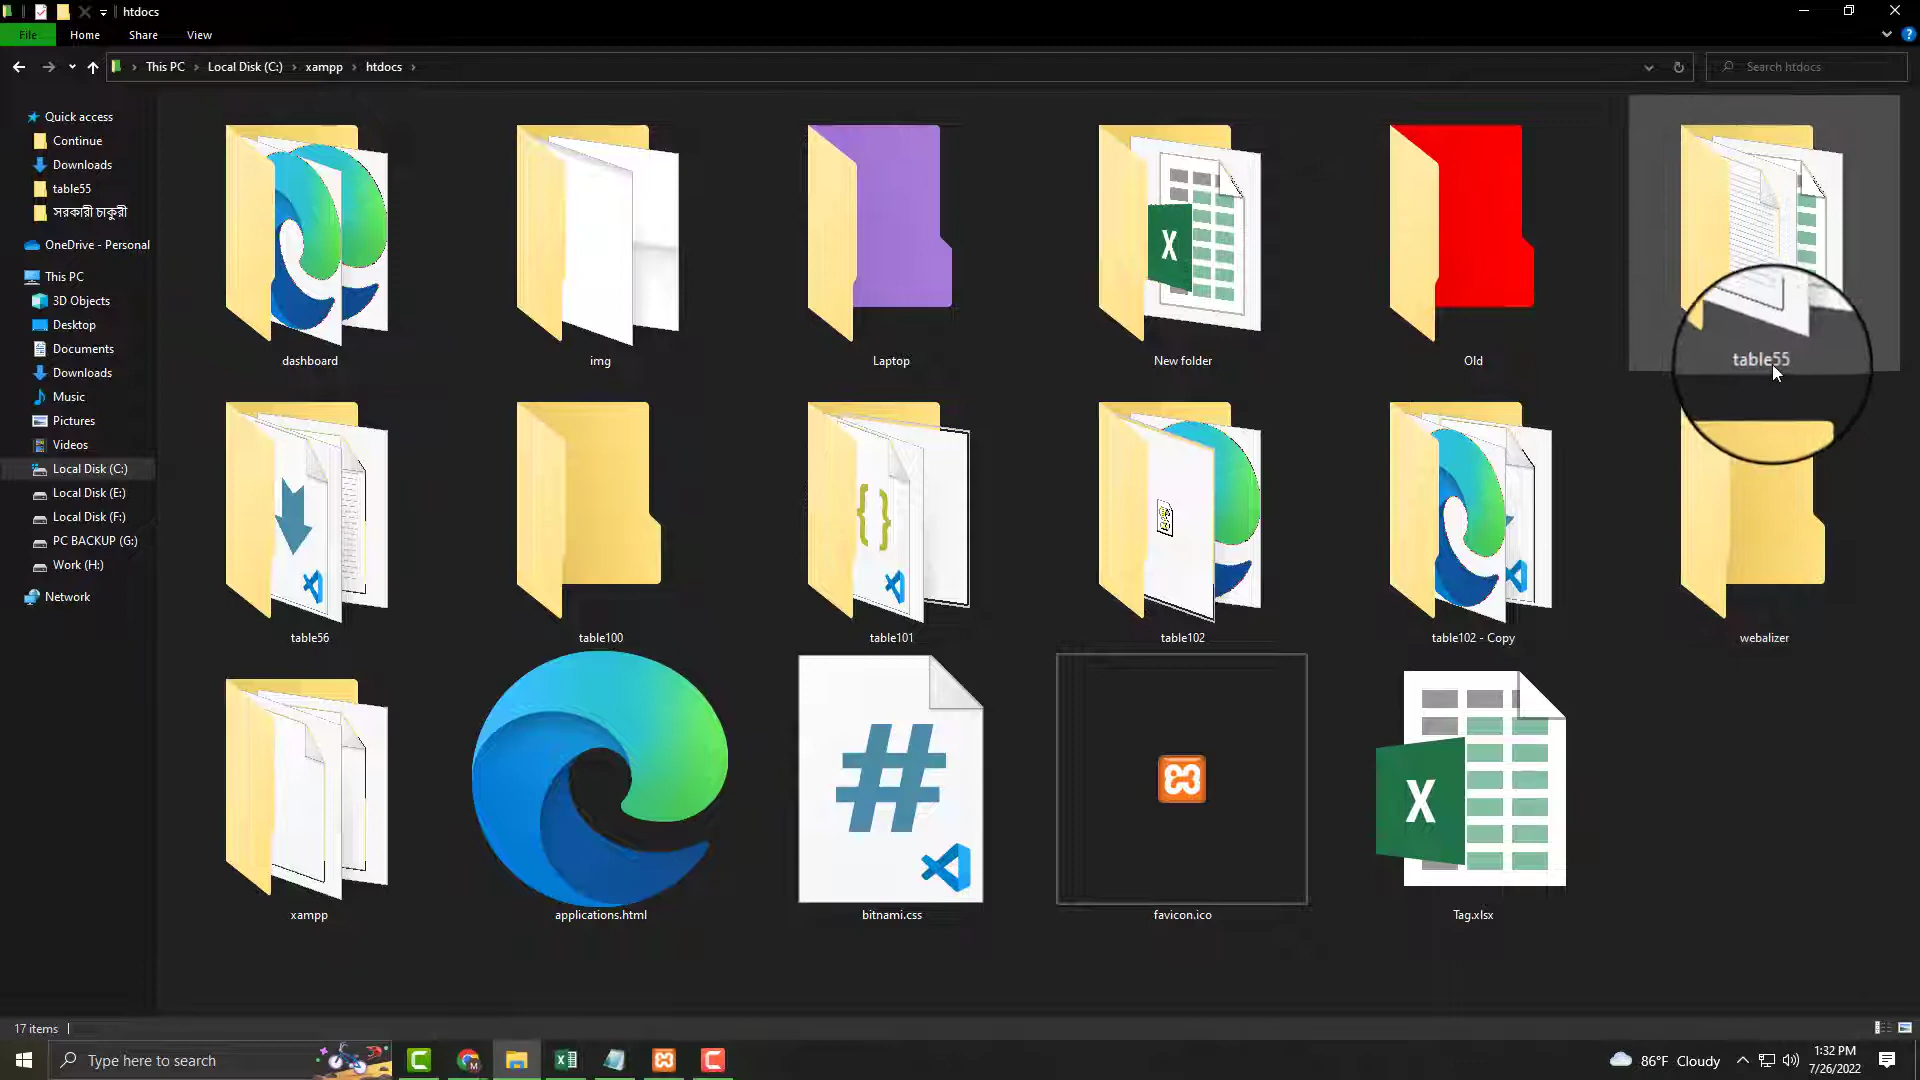 htdocs
File
Home
Share
View
This PC
Local Disk (C:)
xampp
htdocs
Search htdocs
Quick access
Continue
Downloads
table55
সরকারী চাকুরী
OneDrive - Personal
This PC
3D Objects
Desktop
Documents
Downloads
Music
Pictures
Videos
Local Disk (C:)
Local Disk (E:)
Local Disk (F:)
PC BACKUP (G:)
Work (H:)
Network
dashboard
img
Laptop
New folder
Old
table55
table56
table100
table101
table102
table102 - Copy
webalizer
xampp
applications.html
bitnami.css
favicon.ico
Tag.xlsx
17 items
Type here to search
86°F Cloudy
1:32 PM
7/26/2022